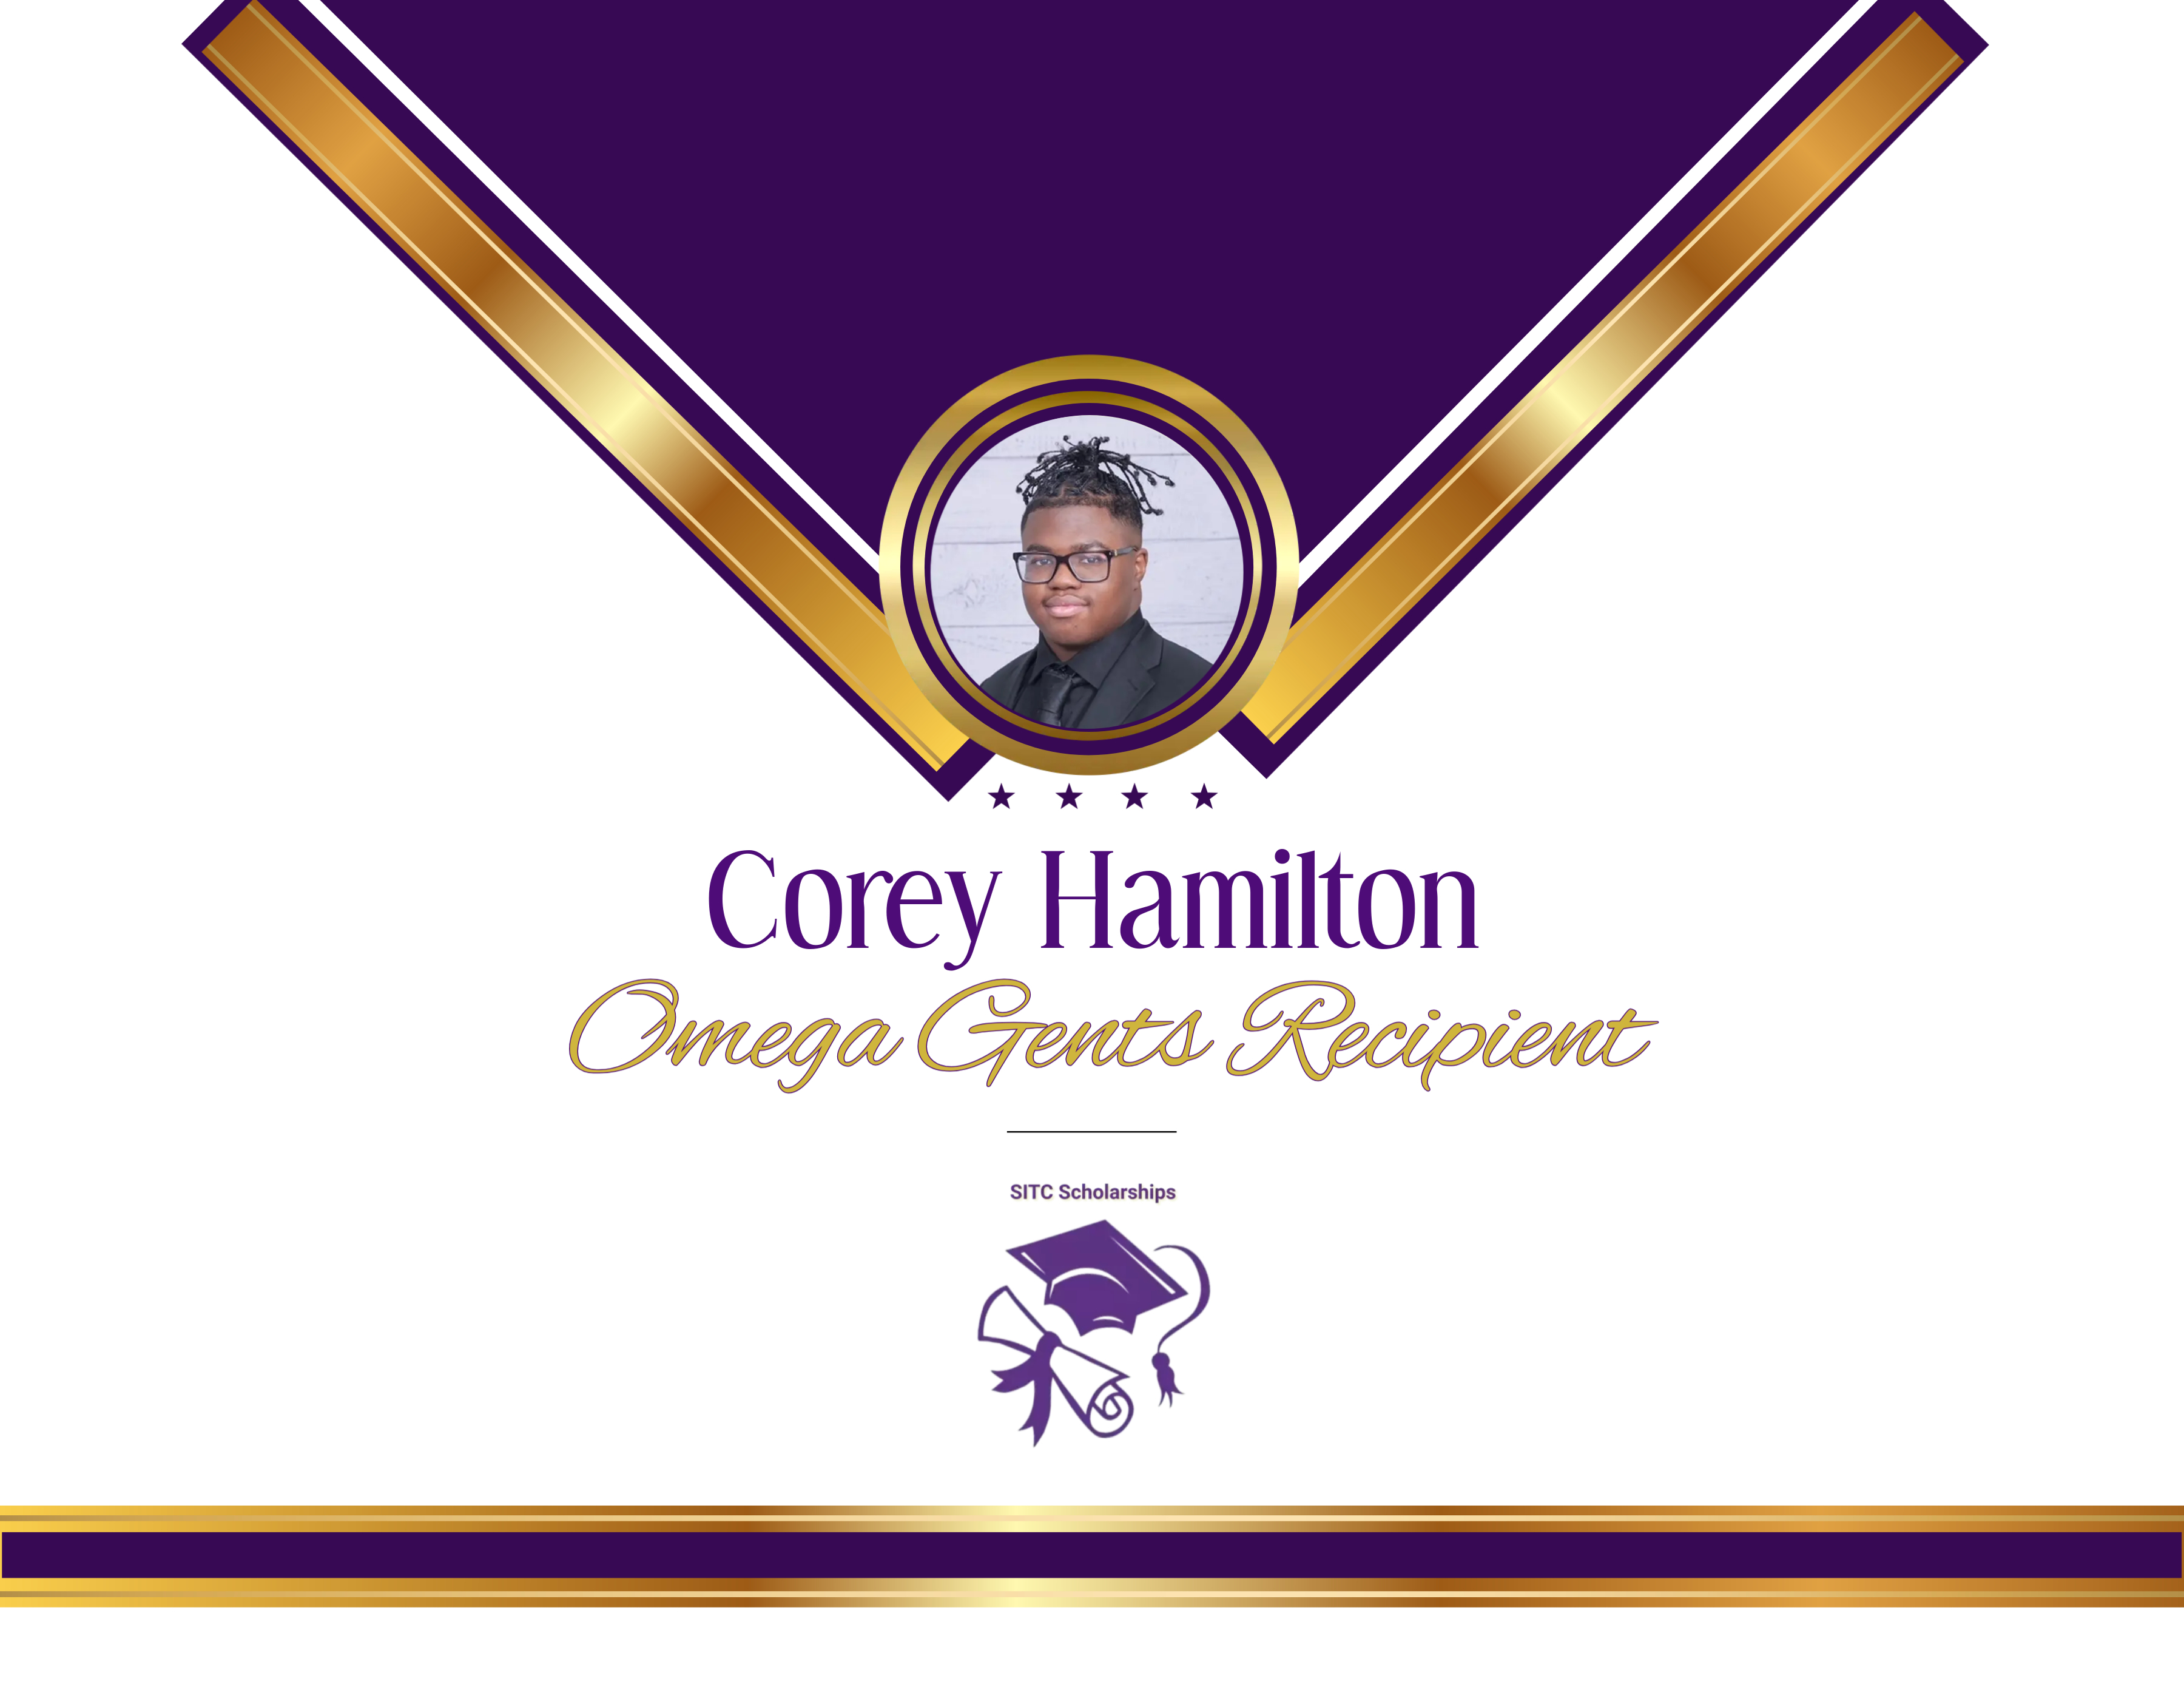 Corey Hamilton
Omega Gents Recipient
SITC Scholarships